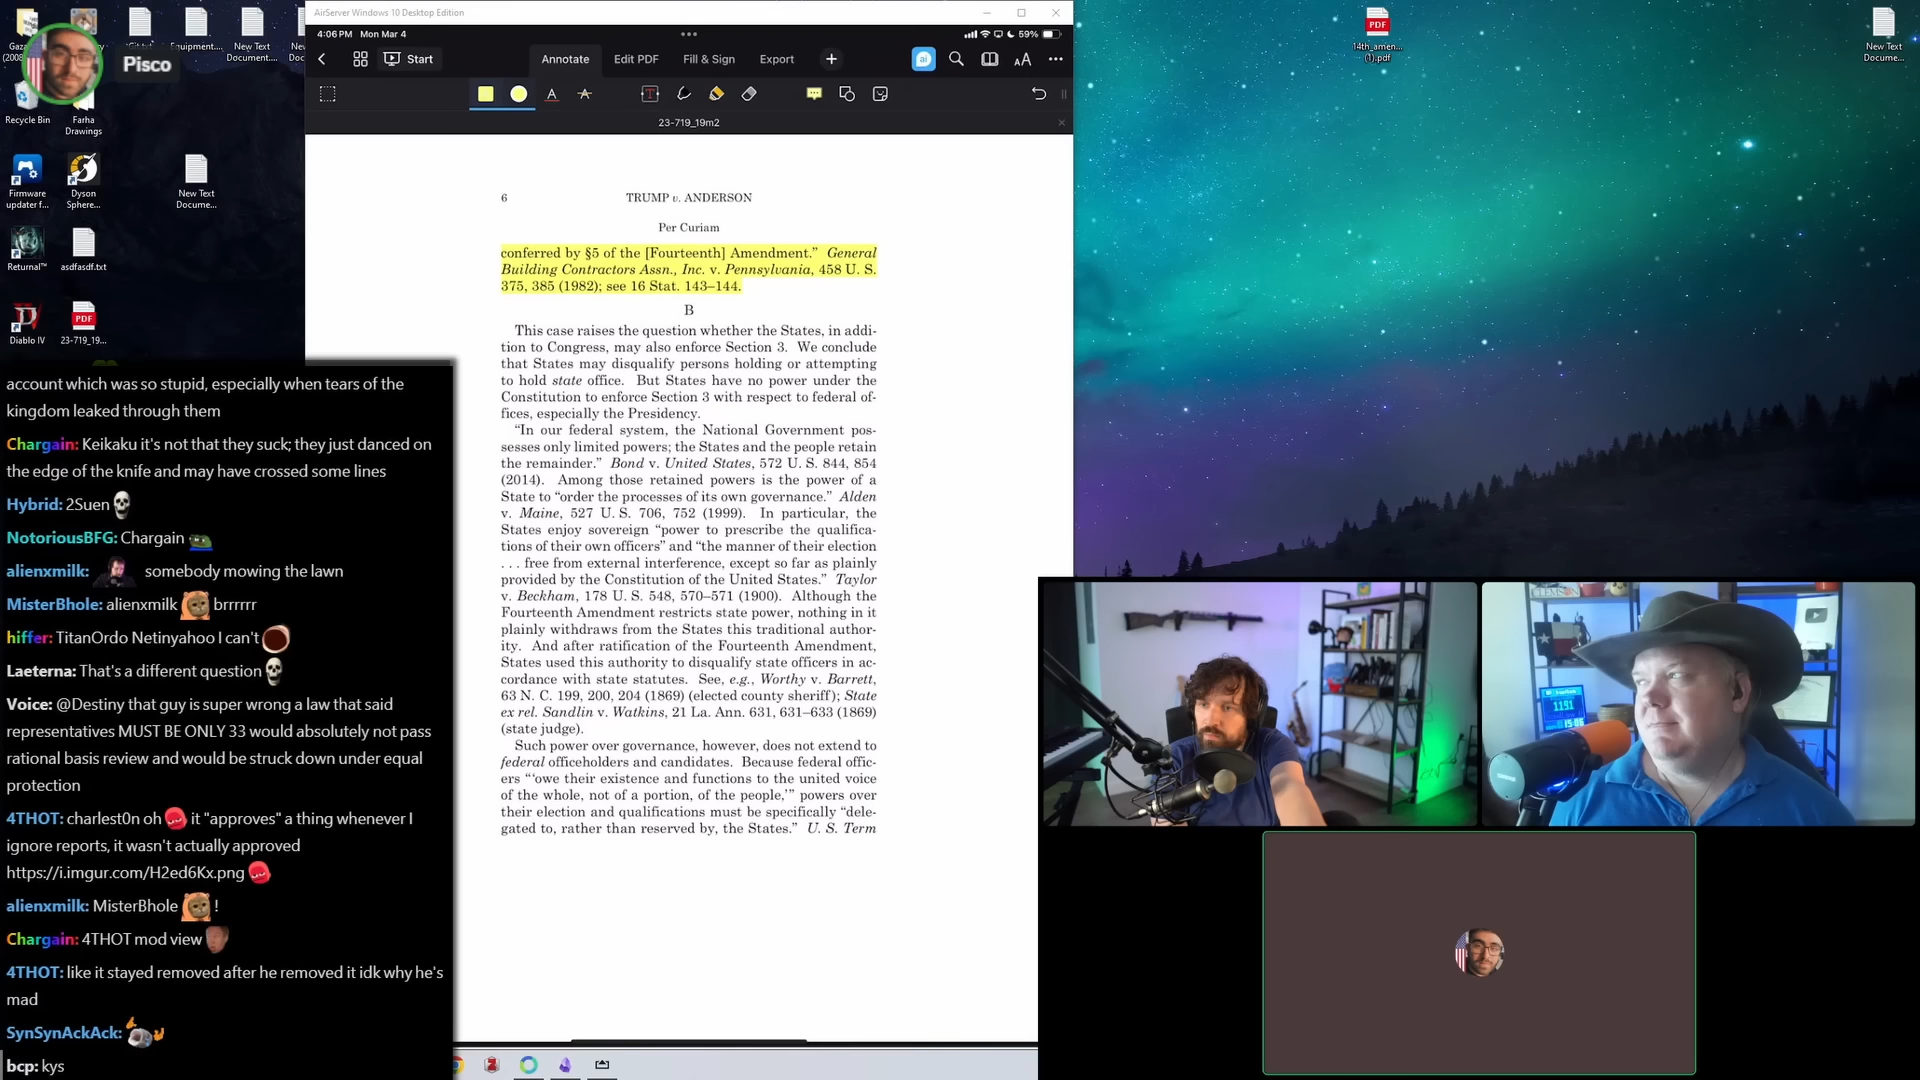 AirServer Windows 10 Desktop Edition
4:06 PM Mon Mar 4
59%
Start
Annotate
Edit PDF
Fill & Sign
Export
23-719_19m2
6
TRUMP v. ANDERSON
Per Curiam
conferred by §5 of the [Fourteenth] Amendment.” General
Building Contractors Assn., Inc. v. Pennsylvania, 458 U. S.
375, 385 (1982); see 16 Stat. 143–144.
B
This case raises the question whether the States, in addi-
tion to Congress, may also enforce Section 3. We conclude
that States may disqualify persons holding or attempting
to hold state office. But States have no power under the
Constitution to enforce Section 3 with respect to federal of-
fices, especially the Presidency.
“In our federal system, the National Government pos-
sesses only limited powers; the States and the people retain
the remainder.” Bond v. United States, 572 U. S. 844, 854
(2014). Among those retained powers is the power of a
State to “order the processes of its own governance.” Alden
v. Maine, 527 U. S. 706, 752 (1999). In particular, the
States enjoy sovereign “power to prescribe the qualifica-
tions of their own officers” and “the manner of their election
. . . free from external interference, except so far as plainly
provided by the Constitution of the United States.” Taylor
v. Beckham, 178 U. S. 548, 570–571 (1900). Although the
Fourteenth Amendment restricts state power, nothing in it
plainly withdraws from the States this traditional author-
ity. And after ratification of the Fourteenth Amendment,
States used this authority to disqualify state officers in ac-
cordance with state statutes. See, e.g., Worthy v. Barrett,
63 N. C. 199, 200, 204 (1869) (elected county sheriff); State
ex rel. Sandlin v. Watkins, 21 La. Ann. 631, 631–633 (1869)
(state judge).
Such power over governance, however, does not extend to
federal officeholders and candidates. Because federal offic-
ers “‘owe their existence and functions to the united voice
of the whole, not of a portion, of the people,’” powers over
their election and qualifications must be specifically “dele-
gated to, rather than reserved by, the States.” U. S. Term
Pisco
Equipment....
New Text
Document....
Recycle Bin
Farha
Drawings
Firmware
updater f...
Dyson
Sphere...
New Text
Docume...
Returnal™
asdfasdf.txt
Diablo IV
PDF
23-719_19...
PDF
14th_amen...
(1).pdf
New Text
Docume...
account which was so stupid, especially when tears of the
kingdom leaked through them
Chargain: Keikaku it's not that they suck; they just danced on
the edge of the knife and may have crossed some lines
Hybrid: 2Suen
NotoriousBFG: Chargain
alienxmilk: somebody mowing the lawn
MisterBhole: alienxmilk brrrrrr
hiffer: TitanOrdo Netinyahoo I can't
Laeterna: That's a different question
Voice: @Destiny that guy is super wrong a law that said
representatives MUST BE ONLY 33 would absolutely not pass
rational basis review and would be struck down under equal
protection
4THOT: charlest0n oh it "approves" a thing whenever I
ignore reports, it wasn't actually approved
https://i.imgur.com/H2ed6Kx.png
alienxmilk: MisterBhole !
Chargain: 4THOT mod view
4THOT: like it stayed removed after he removed it idk why he's
mad
SynSynAckAck:
bcp: kys
CLEMSON
1191
15:06